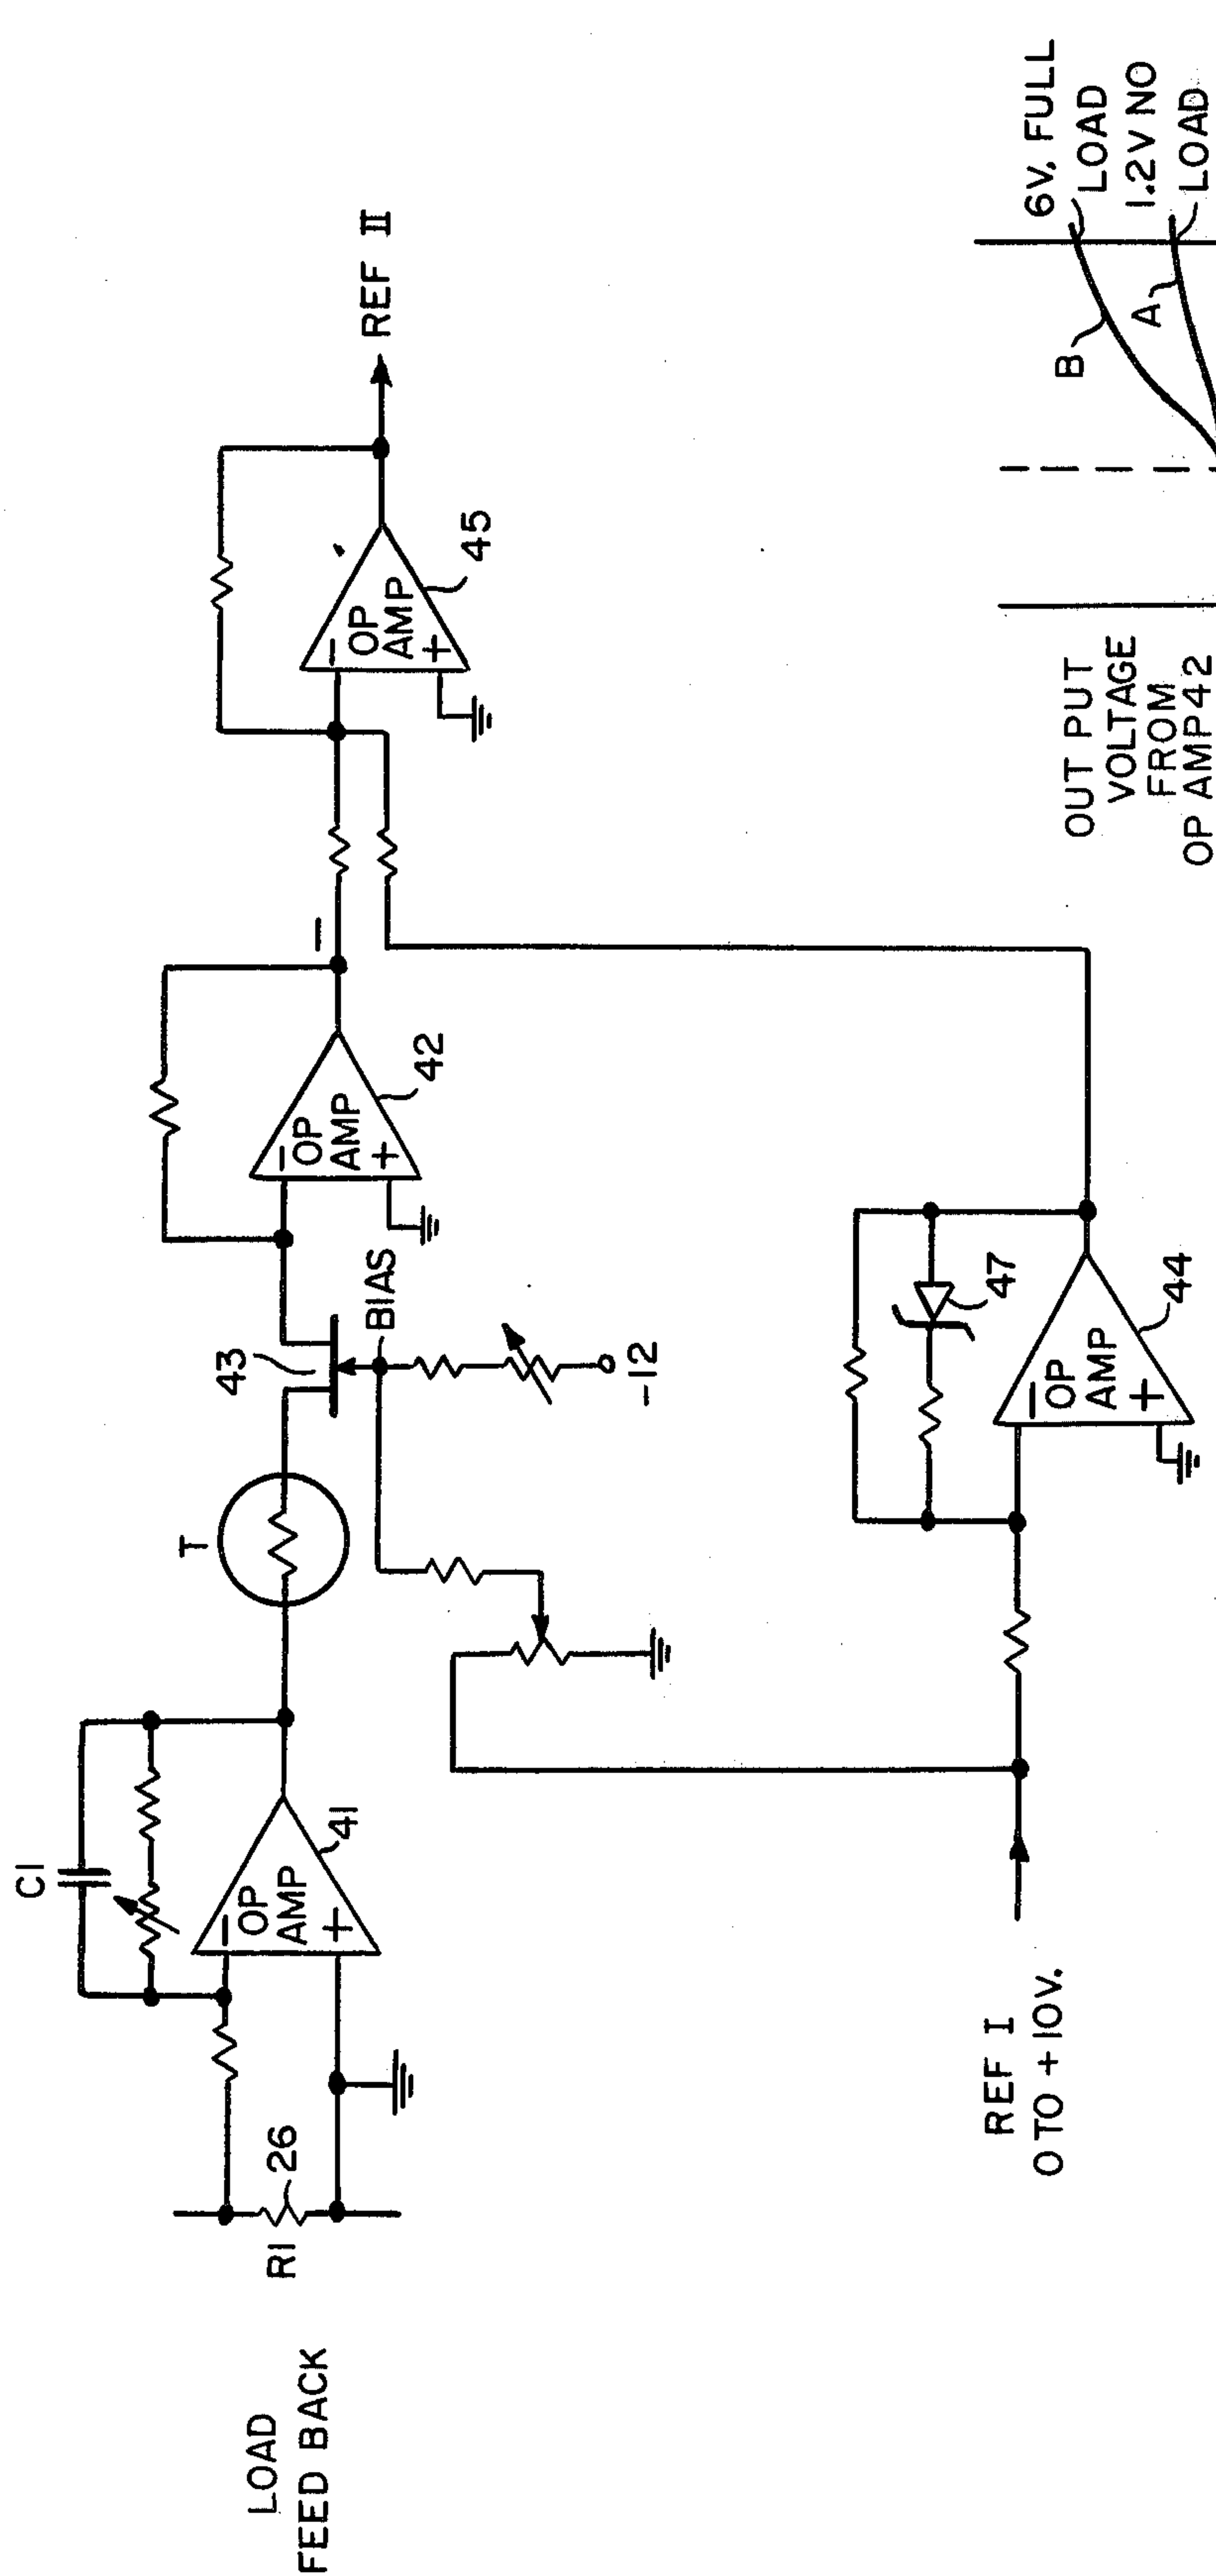 LOAD
FEED BACK
R1
26
C1
-
OP
AMP
+
41
T
43
BIAS
-12
-
OP
AMP
+
42
-
-
OP
AMP
+
45
REF II
REF I
0 TO +10V.
-
OP
AMP
+
44
47
OUT PUT
VOLTAGE
FROM
OP AMP42
B
A
6V, FULL
LOAD
1.2V NO
LOAD